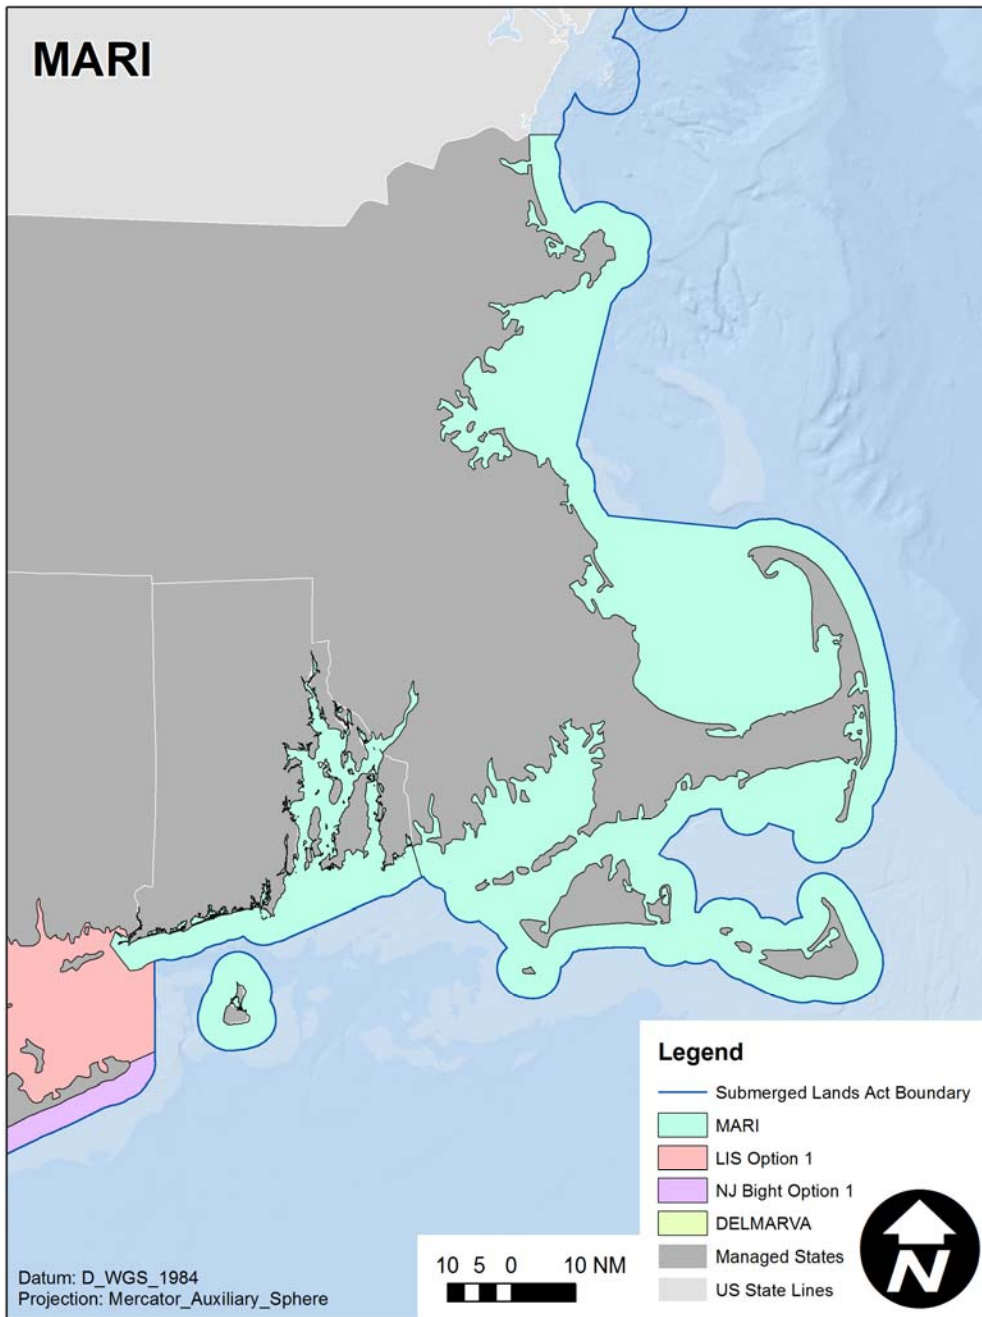 MARI
Legend
Submerged Lands Act Boundary
MARI
LIS Option 1
NJ Bight Option 1
DELMARVA
Managed States
US State Lines
N
10 5 0 10 NM
Datum: D_WGS_1984
Projection: Mercator_Auxiliary_Sphere